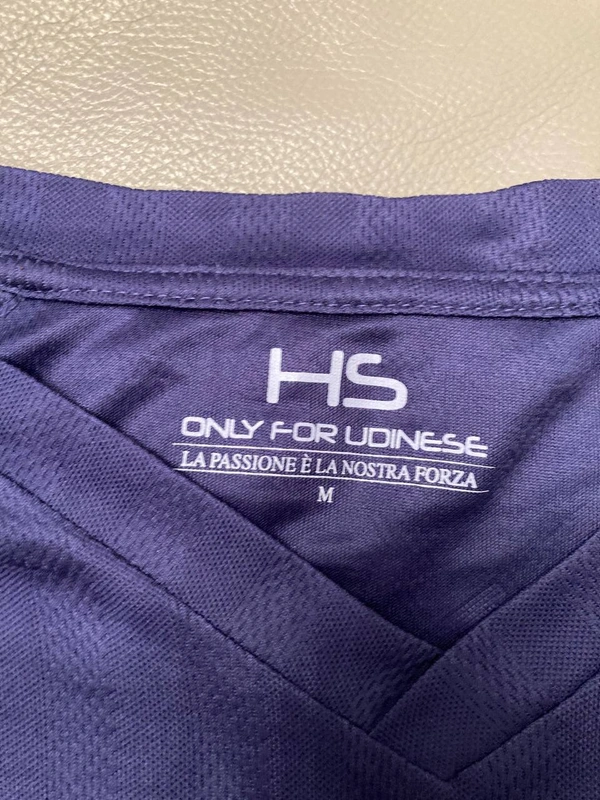 HS
ONLY FOR UDINESE
LA PASSIONE È LA NOSTRA FORZA
M